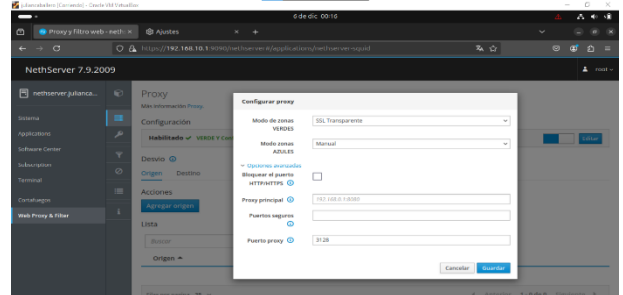 juliancaballero (Corriendo) - Oracle VM VirtualBox
6 de dic 00:16
Proxy y filtro web - neth
Ajustes
https://192.168.10.1:9090/nethserver#/applications/nethserver-squid
NethServer 7.9.2009
root
nethserver.julianca...
Sistema
Applications
Software Center
Subscription
Terminal
Cortafuegos
Web Proxy & Filter
Proxy
Más información Proxy.
Configuración
Habilitado VERDE Y
Editar
Desvío
Origen Destino
Acciones
Agregar origen
Lista
Buscar
Origen
Configurar proxy
Modo de zonas VERDES
SSL Transparente
Modo zonas AZULES
Manual
Opciones avanzadas
Bloquear el puerto HTTP/HTTPS
Proxy principal
192.168.0.1:8080
Puertos seguros
Puerto proxy
3128
Cancelar
Guardar